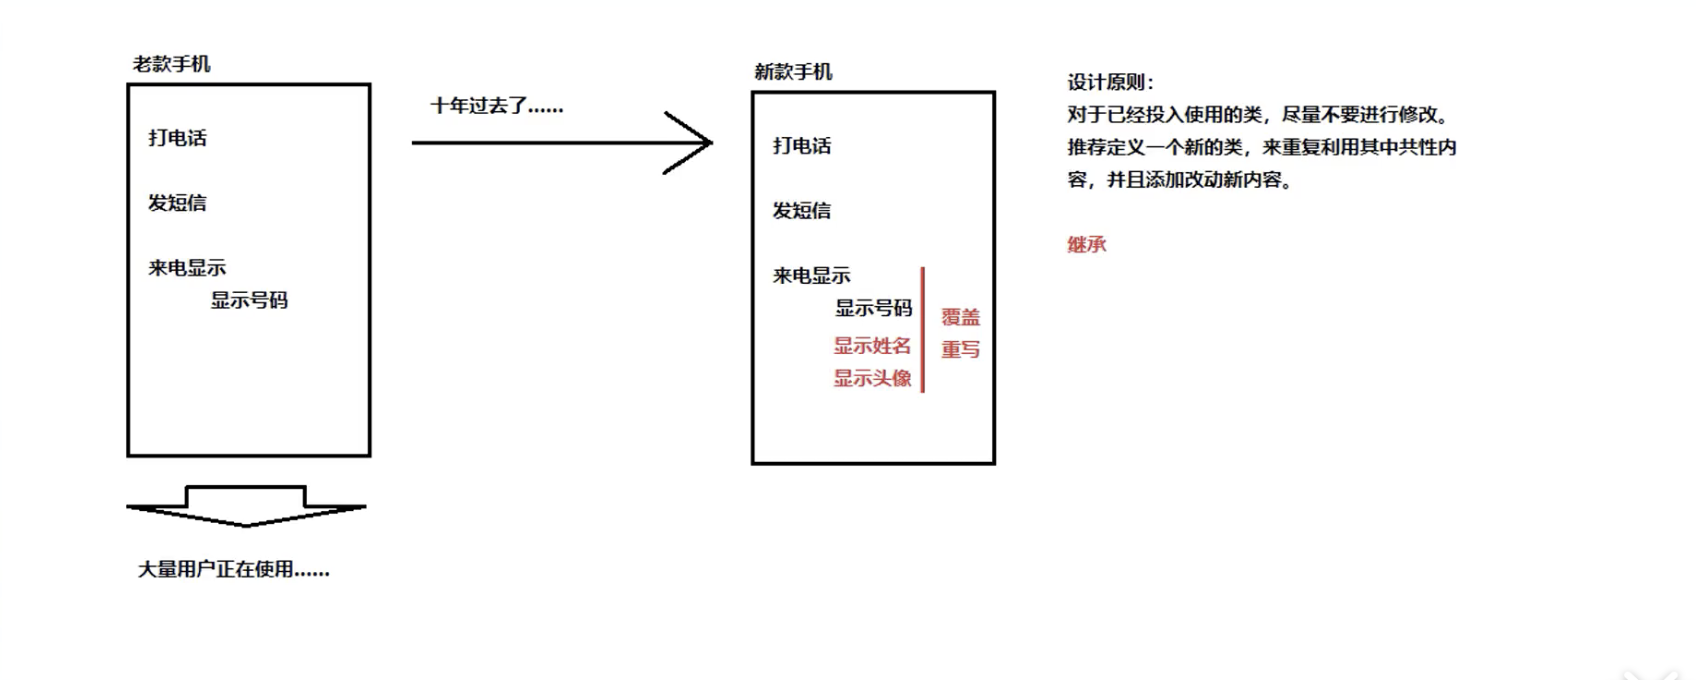 老款手机
打电话
发短信
来电显示
显示号码
大量用户正在使用......
十年过去了......
新款手机
打电话
发短信
来电显示
显示号码
显示姓名
显示头像
覆盖
重写
设计原则：
对于已经投入使用的类，尽量不要进行修改。
推荐定义一个新的类，来重复利用其中共性内
容，并且添加改动新内容。
继承